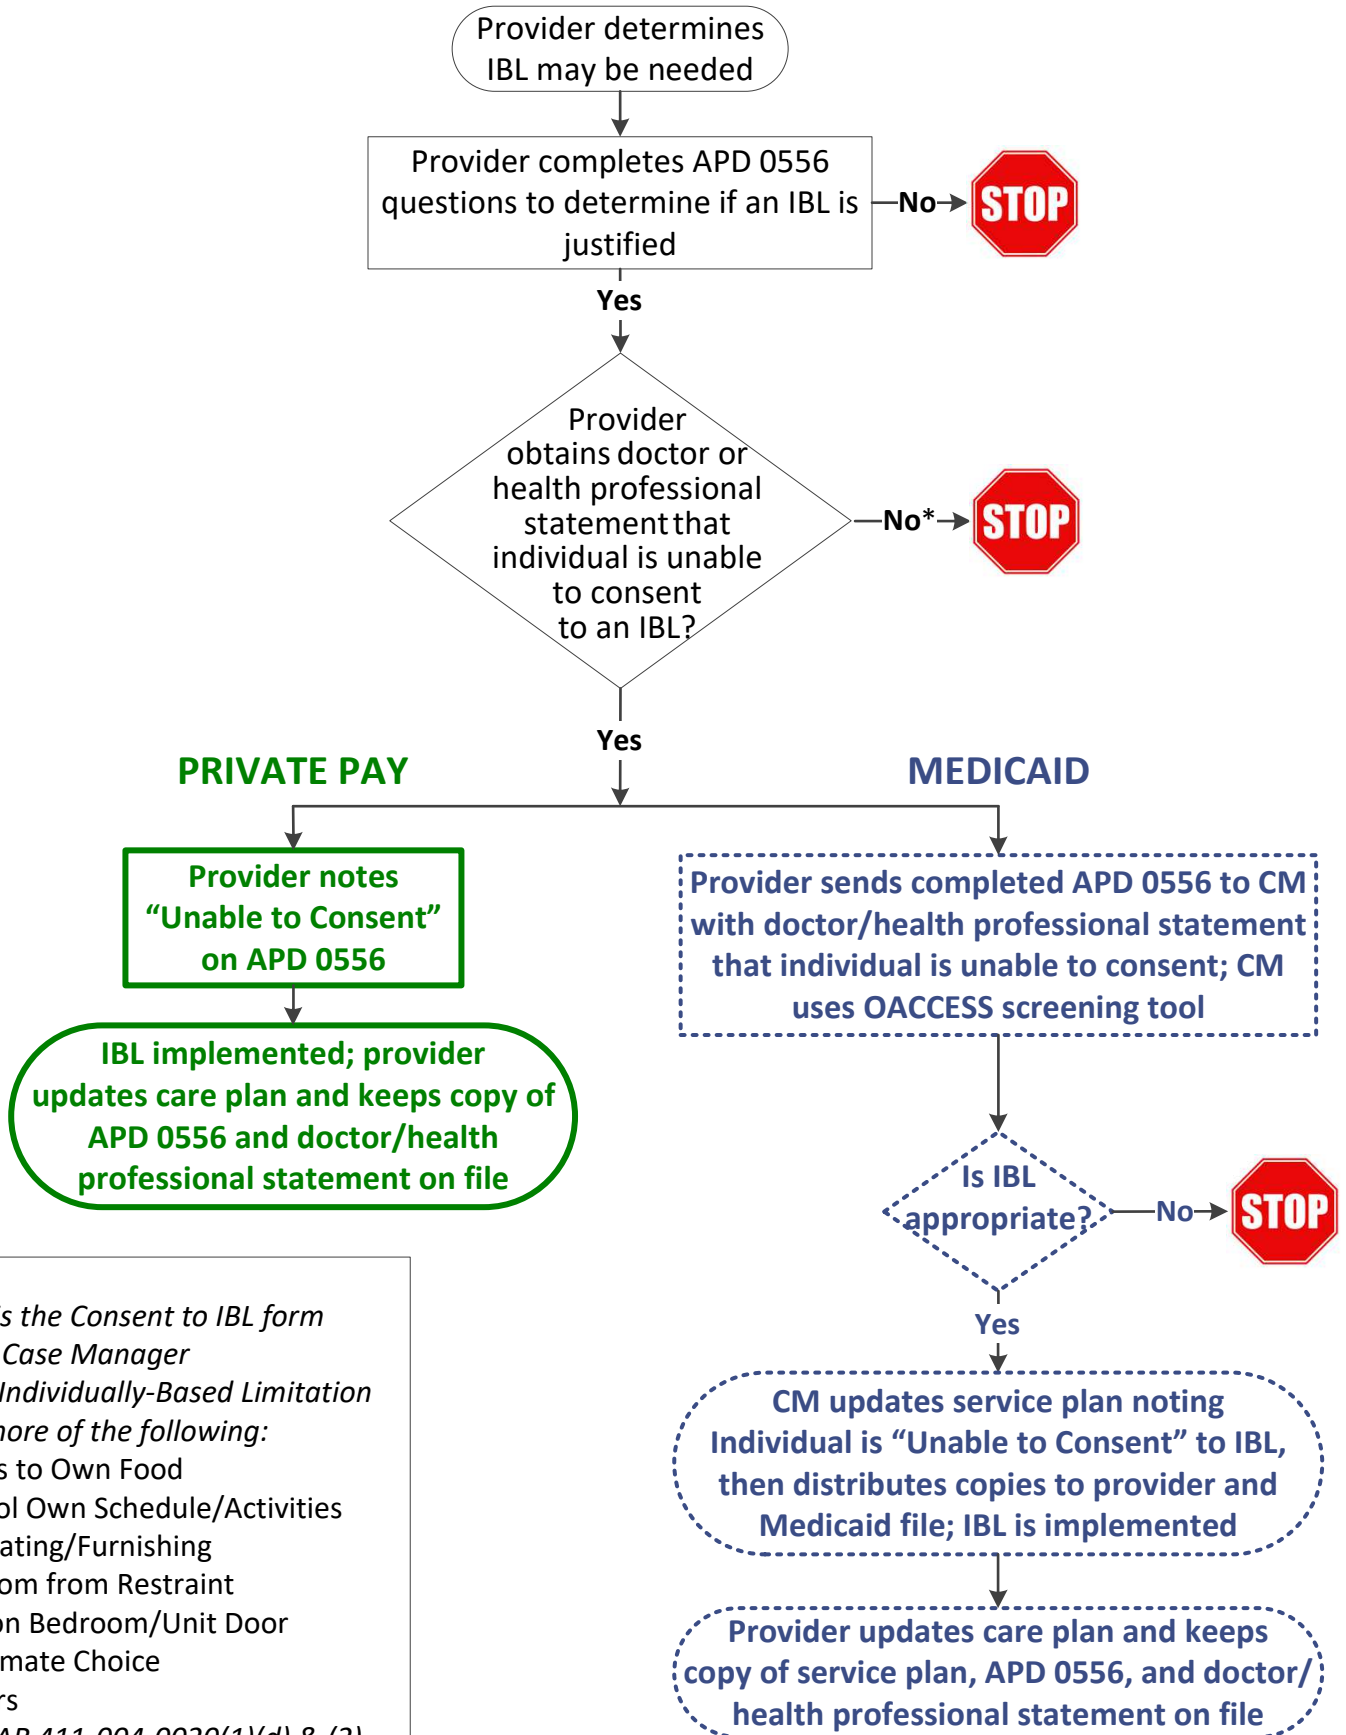 Provider determines
IBL may be needed
Provider completes APD 0556
questions to determine if an IBL is
justified
No
STOP
Yes
Provider
obtains doctor or
health professional
statement that
individual is unable
to consent
to an IBL?
No*
STOP
Yes
PRIVATE PAY
MEDICAID
Provider notes
“Unable to Consent”
on APD 0556
IBL implemented; provider
updates care plan and keeps copy of
APD 0556 and doctor/health
professional statement on file
Provider sends completed APD 0556 to CM
with doctor/health professional statement
that individual is unable to consent; CM
uses OACCESS screening tool
Is IBL
appropriate?
No
STOP
Yes
CM updates service plan noting
Individual is “Unable to Consent” to IBL,
then distributes copies to provider and
Medicaid file; IBL is implemented
Provider updates care plan and keeps
copy of service plan, APD 0556, and doctor/
health professional statement on file
the Consent to IBL form
Case Manager
Individually-Based Limitation
more of the following:
to Own Food
Own Schedule/Activities
/Furnishing
from Restraint
on Bedroom/Unit Door
Choice
411-004-0020(1)(d) & (2)